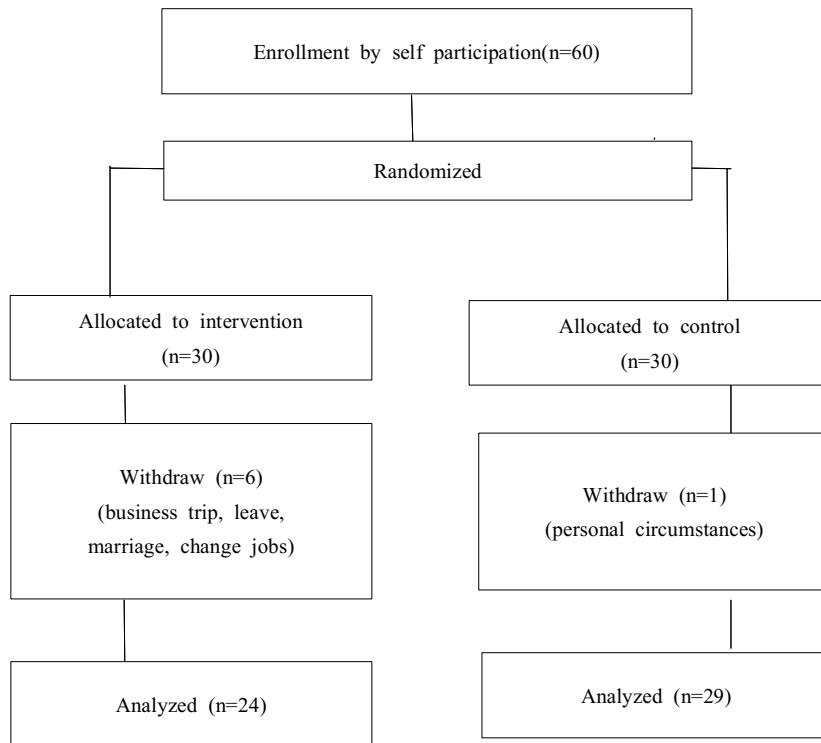 Enrollment by self participation(n=60)
Randomized
Allocated to intervention
(n=30)
Allocated to control
(n=30)
Withdraw (n=6)
(business trip, leave,
marriage, change jobs)
Withdraw (n=1)
(personal circumstances)
Analyzed (n=24)
Analyzed (n=29)